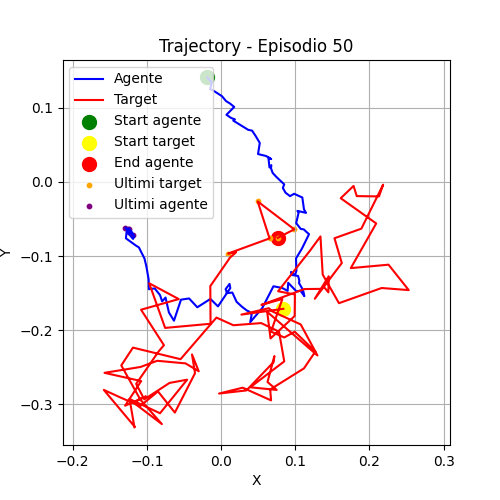 Trajectory - Episodio 50
Agente
Target
Start agente
Start target
End agente
Ultimi target
Ultimi agente
Y
0.1
0.0
−0.1
−0.2
−0.3
−0.2
−0.1
0.0
0.1
0.2
0.3
X